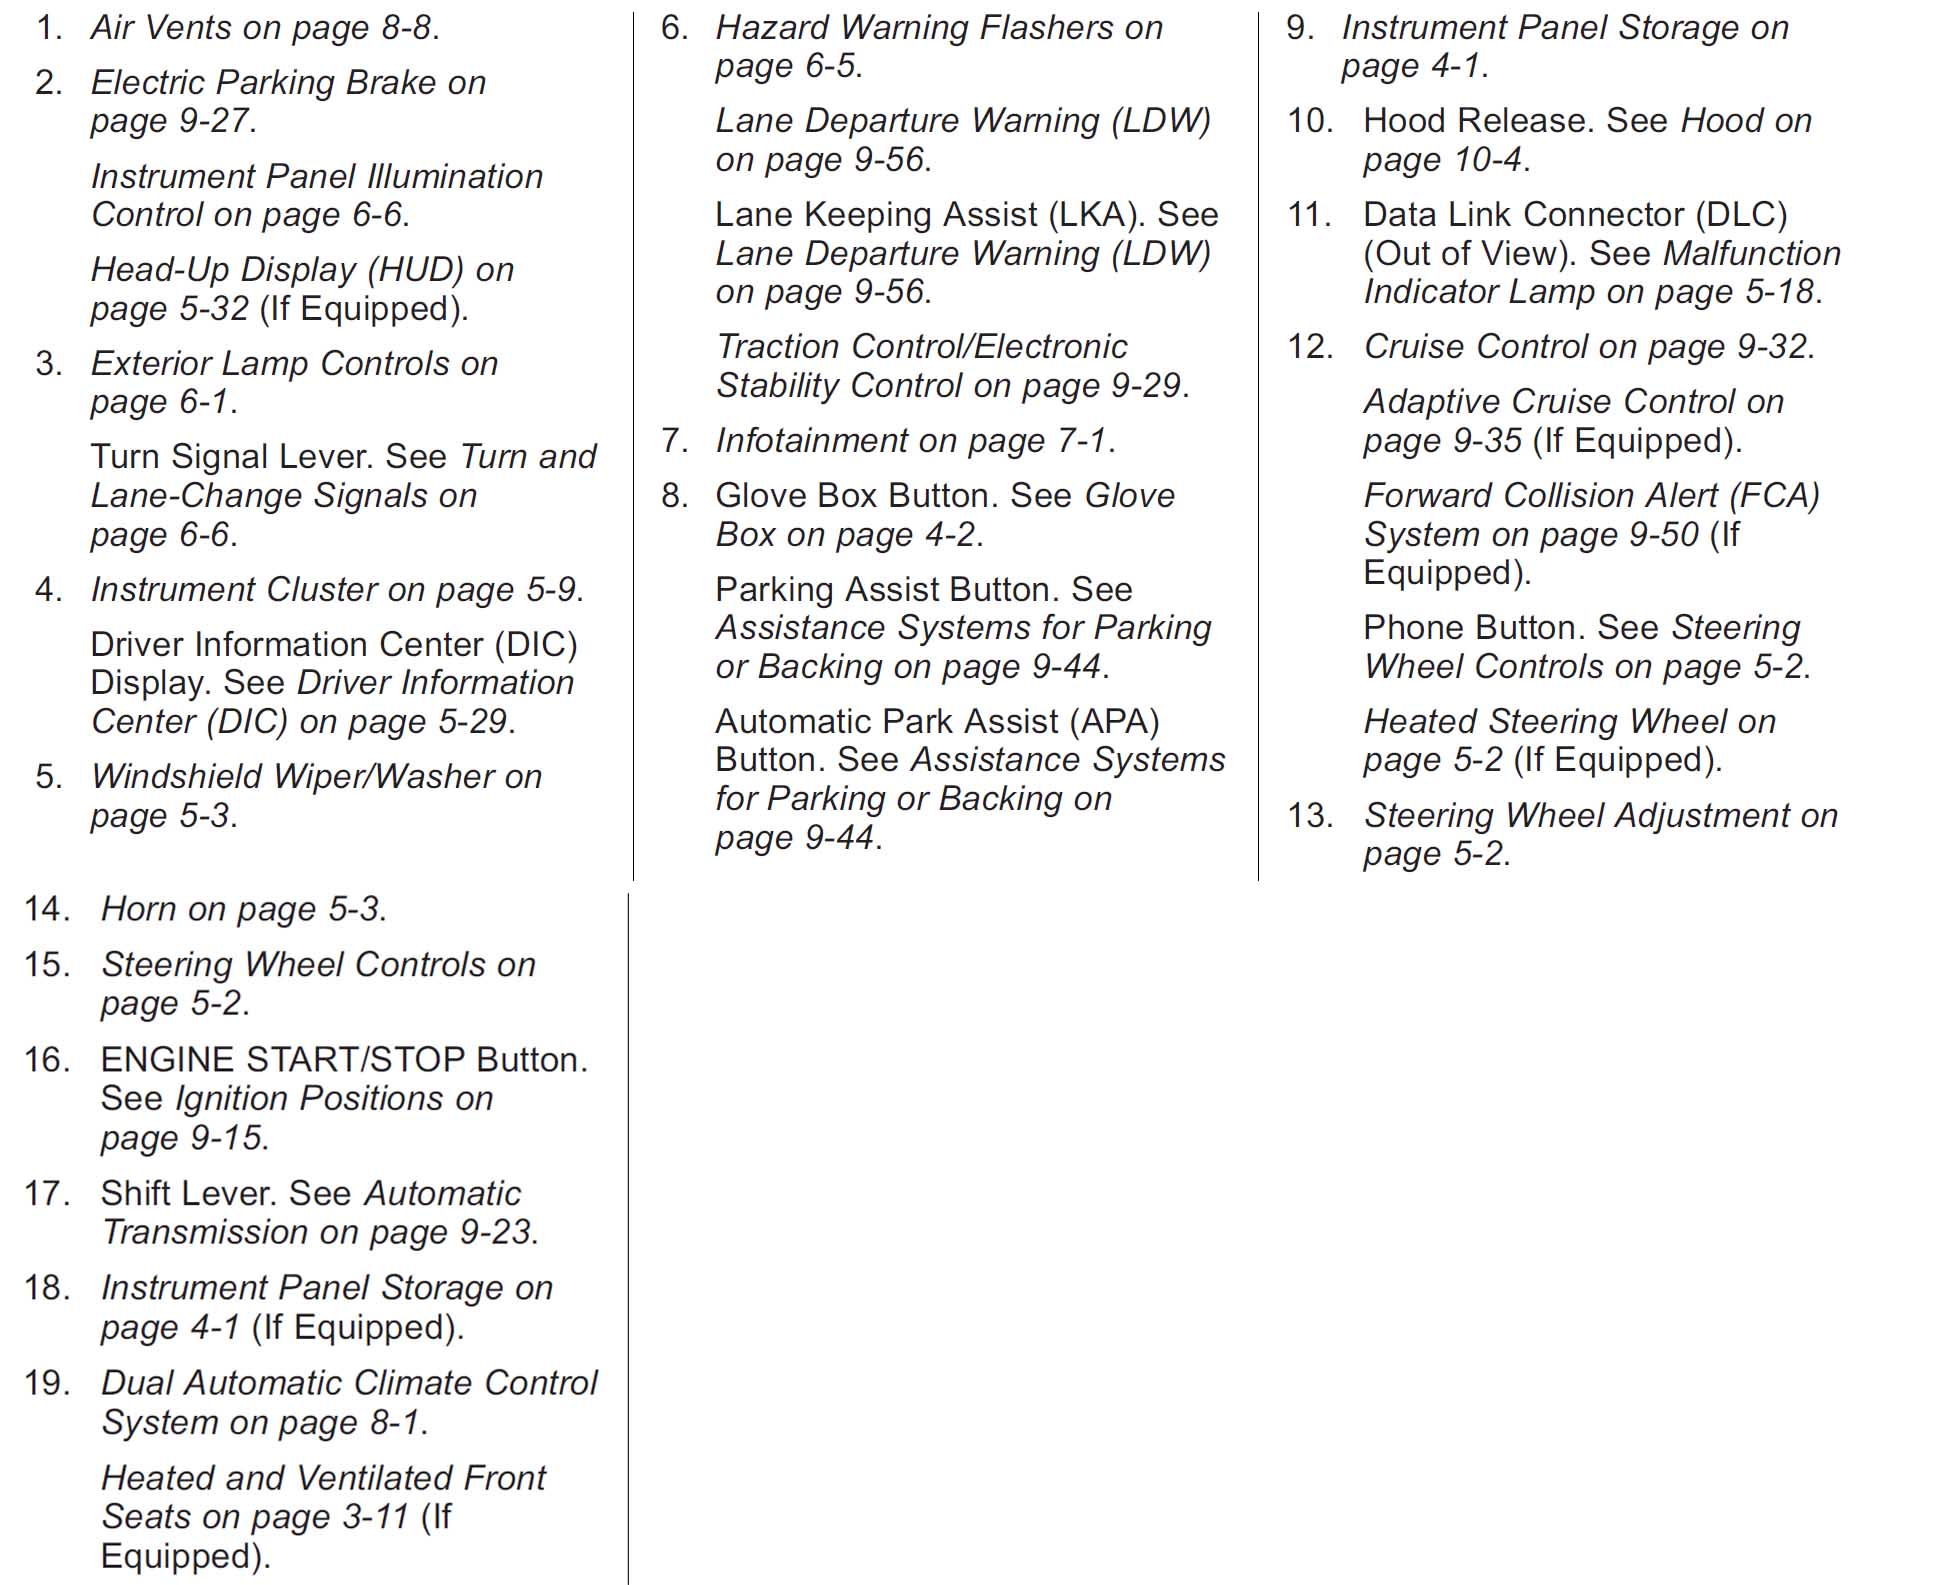 1. Air Vents on page 8-8.
2. Electric Parking Brake on
page 9-27.
Instrument Panel Illumination
Control on page 6-6.
Head-Up Display (HUD) on
page 5-32 (If Equipped).
3. Exterior Lamp Controls on
page 6-1.
Turn Signal Lever. See Turn and
Lane-Change Signals on
page 6-6.
4. Instrument Cluster on page 5-9.
Driver Information Center (DIC)
Display. See Driver Information
Center (DIC) on page 5-29.
5. Windshield Wiper/Washer on
page 5-3.
6. Hazard Warning Flashers on
page 6-5.
Lane Departure Warning (LDW)
on page 9-56.
Lane Keeping Assist (LKA). See
Lane Departure Warning (LDW)
on page 9-56.
Traction Control/Electronic
Stability Control on page 9-29.
7. Infotainment on page 7-1.
8. Glove Box Button. See Glove
Box on page 4-2.
Parking Assist Button. See
Assistance Systems for Parking
or Backing on page 9-44.
Automatic Park Assist (APA)
Button. See Assistance Systems
for Parking or Backing on
page 9-44.
9. Instrument Panel Storage on
page 4-1.
10. Hood Release. See Hood on
page 10-4.
11. Data Link Connector (DLC)
(Out of View). See Malfunction
Indicator Lamp on page 5-18.
12. Cruise Control on page 9-32.
Adaptive Cruise Control on
page 9-35 (If Equipped).
Forward Collision Alert (FCA)
System on page 9-50 (If
Equipped).
Phone Button. See Steering
Wheel Controls on page 5-2.
Heated Steering Wheel on
page 5-2 (If Equipped).
13. Steering Wheel Adjustment on
page 5-2.
14. Horn on page 5-3.
15. Steering Wheel Controls on
page 5-2.
16. ENGINE START/STOP Button.
See Ignition Positions on
page 9-15.
17. Shift Lever. See Automatic
Transmission on page 9-23.
18. Instrument Panel Storage on
page 4-1 (If Equipped).
19. Dual Automatic Climate Control
System on page 8-1.
Heated and Ventilated Front
Seats on page 3-11 (If
Equipped).